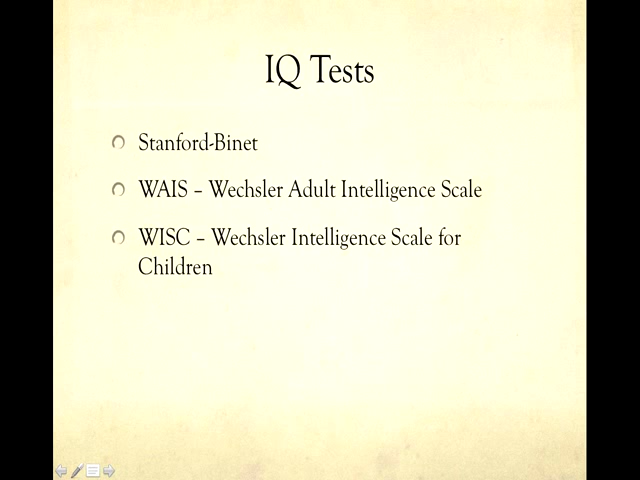 IQ Tests
Stanford-Binet
WAIS – Wechsler Adult Intelligence Scale
WISC – Wechsler Intelligence Scale for
Children